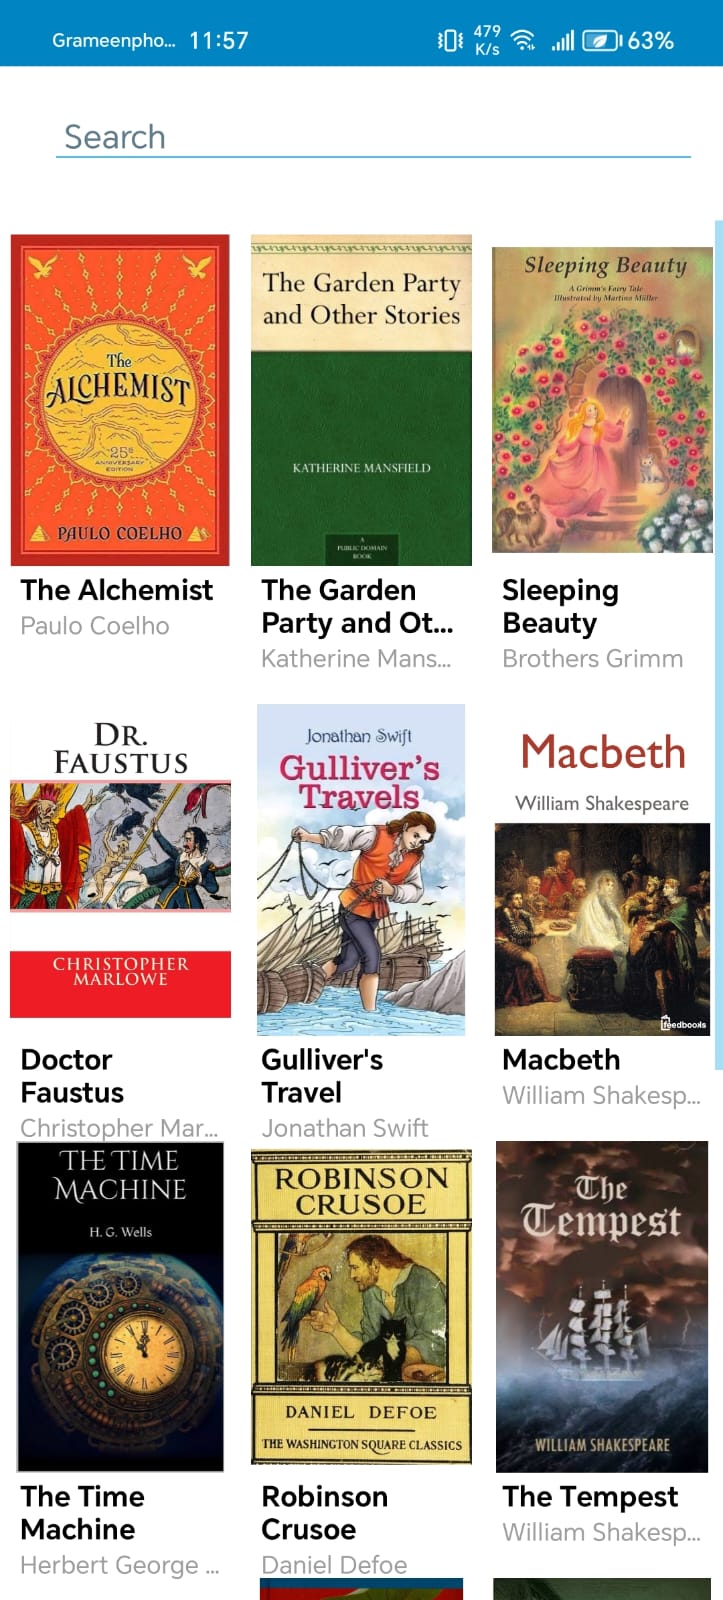 Grameenpho... 11:57 479 K/s 63%
Search
The
ALCHEMIST
25th
ANNIVERSARY
EDITION
PAULO COELHO
The Garden Party
and Other Stories
KATHERINE MANSFIELD
A
PUBLIC DOMAIN
BOOK
Sleeping Beauty
A Grimm's Fairy Tale
Illustrated by Martina Müller
The Alchemist
Paulo Coelho
The Garden
Party and Ot...
Katherine Mans...
Sleeping
Beauty
Brothers Grimm
DR.
FAUSTUS
CHRISTOPHER
MARLOWE
Jonathan Swift
Gulliver's
Travels
Macbeth
William Shakespeare
feedbooks
Doctor
Faustus
Christopher Mar...
Gulliver's
Travel
Jonathan Swift
Macbeth
William Shakesp...
THE TIME
MACHINE
H. G. Wells
ROBINSON
CRUSOE
DANIEL DEFOE
THE WASHINGTON SQUARE CLASSICS
The
Tempest
WILLIAM SHAKESPEARE
The Time
Machine
Herbert George ...
Robinson
Crusoe
Daniel Defoe
The Tempest
William Shakesp...